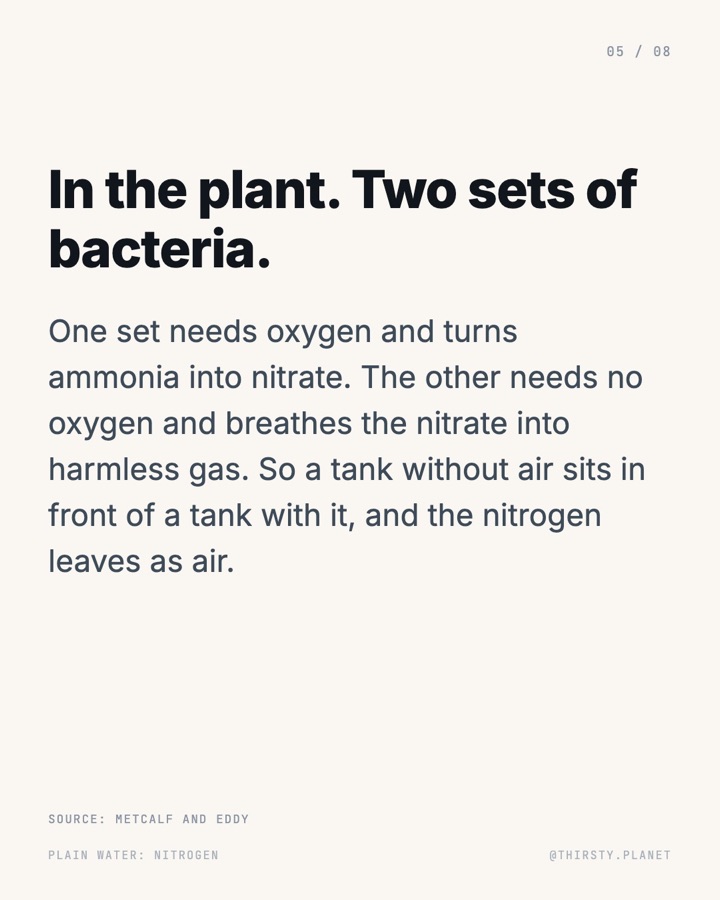 05 / 08
In the plant. Two sets of
bacteria.
One set needs oxygen and turns
ammonia into nitrate. The other needs no
oxygen and breathes the nitrate into
harmless gas. So a tank without air sits in
front of a tank with it, and the nitrogen
leaves as air.
SOURCE: METCALF AND EDDY
PLAIN WATER: NITROGEN
@THIRSTY.PLANET